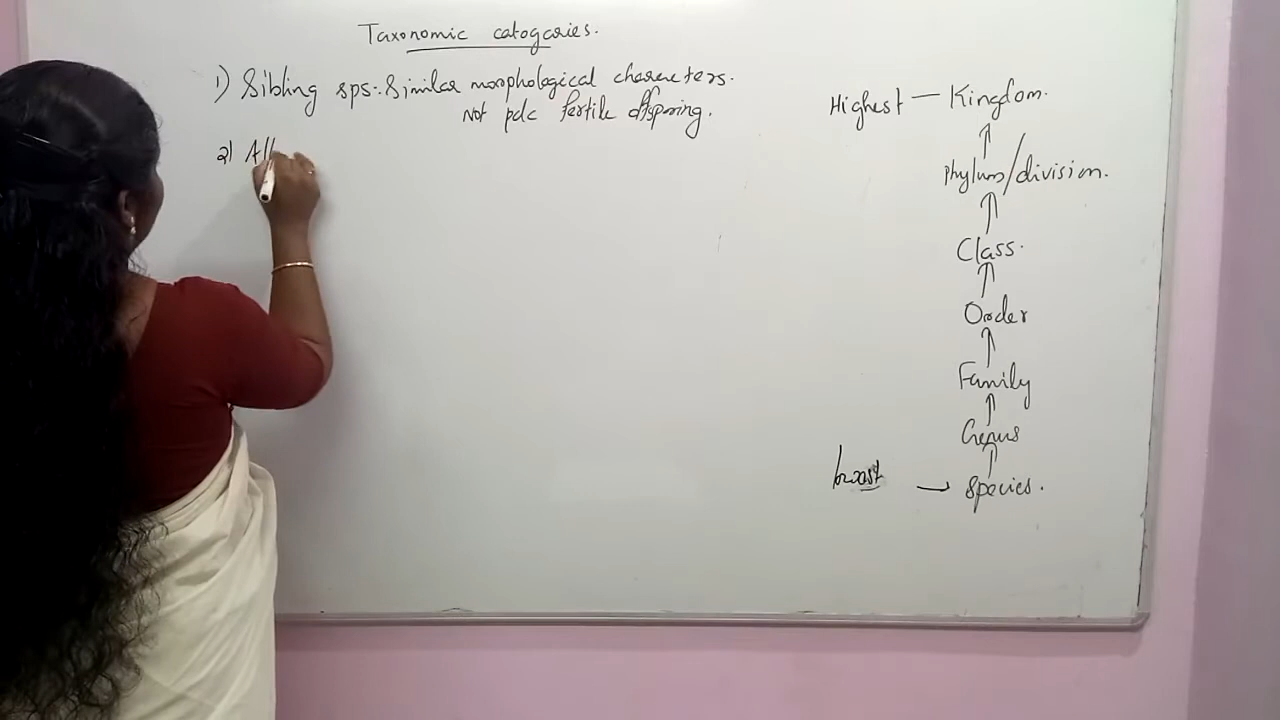 Taxonomic catogories.
1) Sibling sps:- Similar morphological characters.
Not pdc fertile offspring.
2) All
Highest — Kingdom.
Phylum/division.
Class.
Order
Family
Genus
lowest → Species.